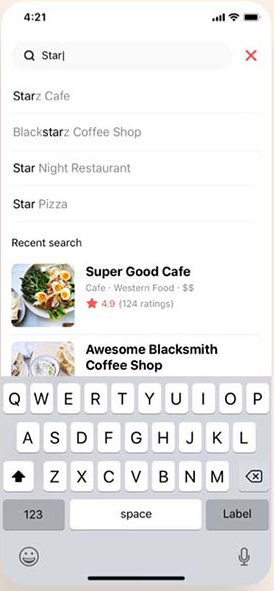 4:21
Star
Starz Cafe
Blackstarz Coffee Shop
Star Night Restaurant
Star Pizza
Recent search
Super Good Cafe
Cafe · Western Food · $$
4.9 (124 ratings)
Awesome Blacksmith
Coffee Shop
Q W E R T Y U I O P
A S D F G H J K L
Z X C V B N M
123 space Label